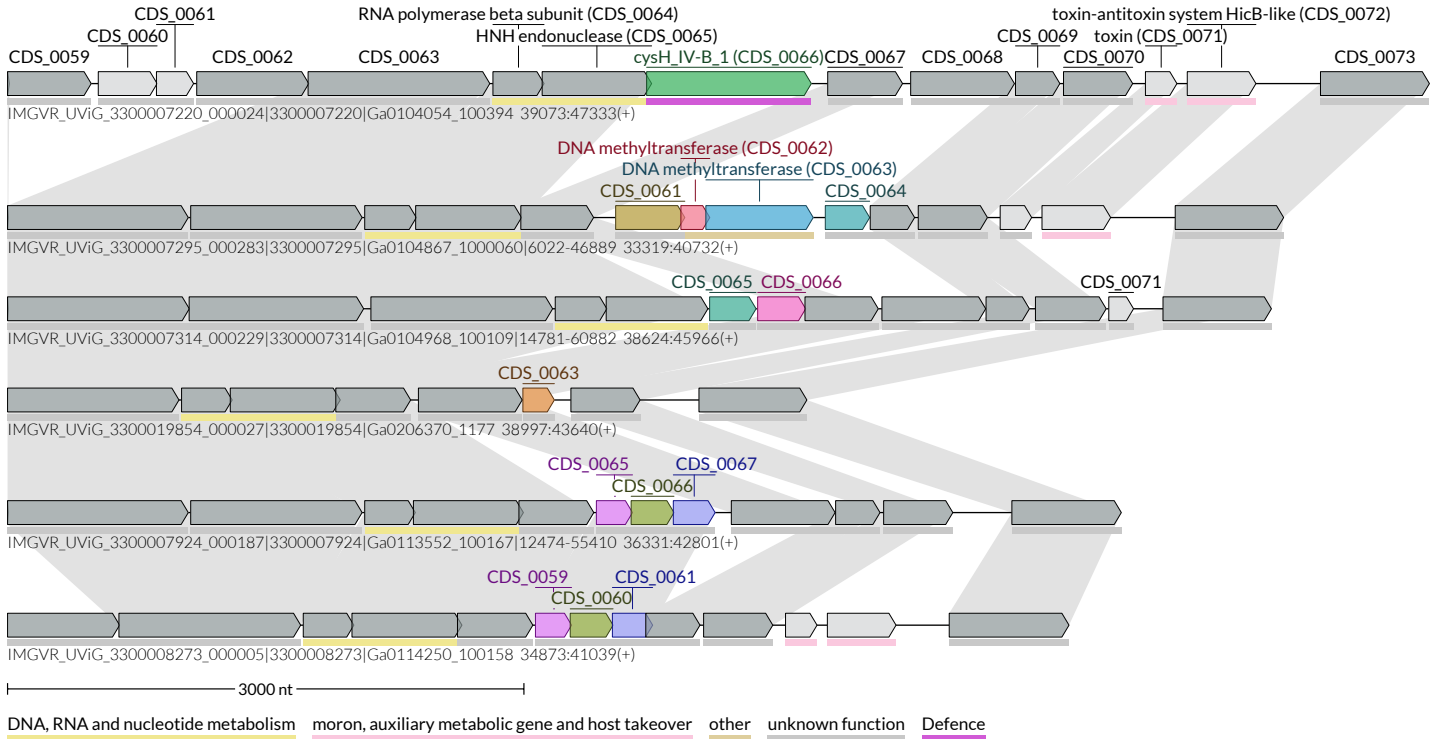 CDS_0061
RNA polymerase beta subunit (CDS_0064)
toxin-antitoxin system HicB-like (CDS_0072)
CDS_0060
HNH endonuclease (CDS_0065)
CDS_0069
toxin (CDS_0071)
CDS_0059
CDS_0062
CDS_0063
cysH_IV-B_1 (CDS_0066)
CDS_0067
CDS_0068
CDS_0070
CDS_0073
IMGVR_UViG_3300007220_000024|3300007220|Ga0104054_100394 39073:47333(+)
DNA methyltransferase (CDS_0062)
DNA methyltransferase (CDS_0063)
CDS_0061
CDS_0064
IMGVR_UViG_3300007295_000283|3300007295|Ga0104867_1000060|6022-46889 33319:40732(+)
CDS_0065
CDS_0066
CDS_0071
IMGVR_UViG_3300007314_000229|3300007314|Ga0104968_100109|14781-60882 38624:45966(+)
CDS_0063
IMGVR_UViG_3300019854_000027|3300019854|Ga0206370_1177 38997:43640(+)
CDS_0065
CDS_0067
CDS_0066
IMGVR_UViG_3300007924_000187|3300007924|Ga0113552_100167|12474-55410 36331:42801(+)
CDS_0059
CDS_0061
CDS_0060
IMGVR_UViG_3300008273_000005|3300008273|Ga0114250_100158 34873:41039(+)
3000 nt
DNA, RNA and nucleotide metabolism
moron, auxiliary metabolic gene and host takeover
other
unknown function
Defence